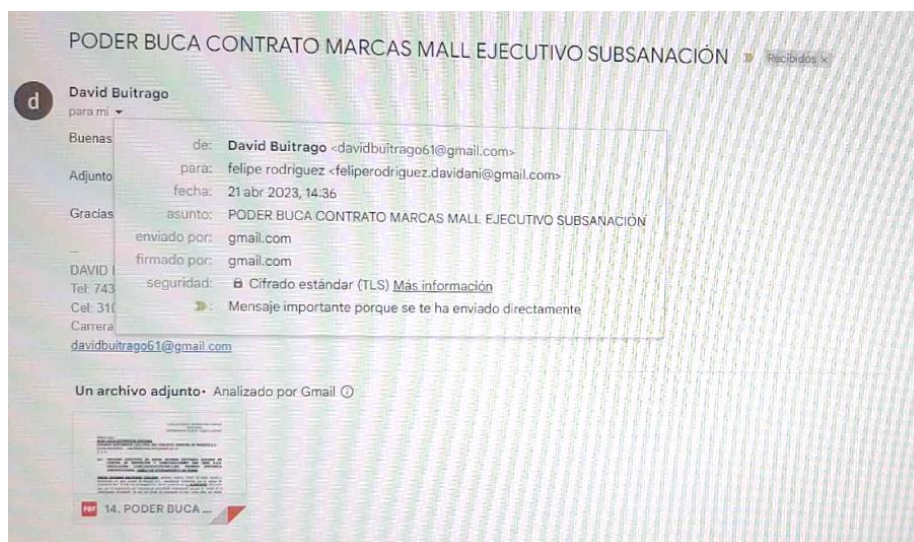 PODER BUCA CONTRATO MARCAS MALL EJECUTIVO SUBSANACIÓN Recibidos x
d
David Buitrago
para mí
Buenas
Adjunto
Gracias
de: David Buitrago <davidbuitrago61@gmail.com>
para: felipe rodriguez <feliperodriguez.davidani@gmail.com>
fecha: 21 abr 2023, 14:36
asunto: PODER BUCA CONTRATO MARCAS MALL EJECUTIVO SUBSANACIÓN
enviado por: gmail.com
firmado por: gmail.com
seguridad: Cifrado estándar (TLS) Más información
: Mensaje importante porque se te ha enviado directamente
--
DAVID
Tel: 743
Cel: 310
Carrera
davidbuitrago61@gmail.com
Un archivo adjunto • Analizado por Gmail
PDF 14. PODER BUCA ...